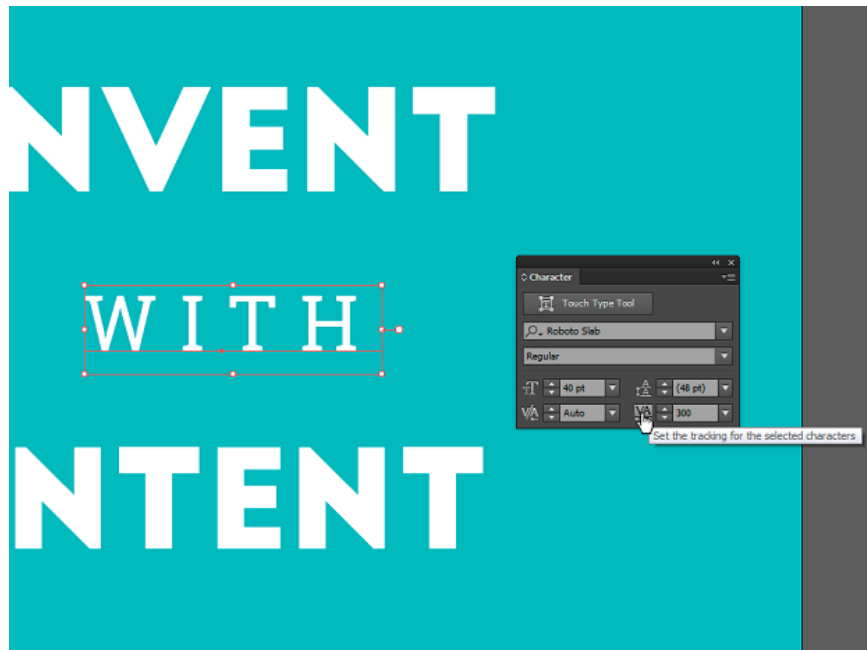 NVENT
WITH
Character
Touch Type Tool
Roboto Slab
Regular
40 pt (48 pt)
Auto 300
Set the tracking for the selected characters
NTENT